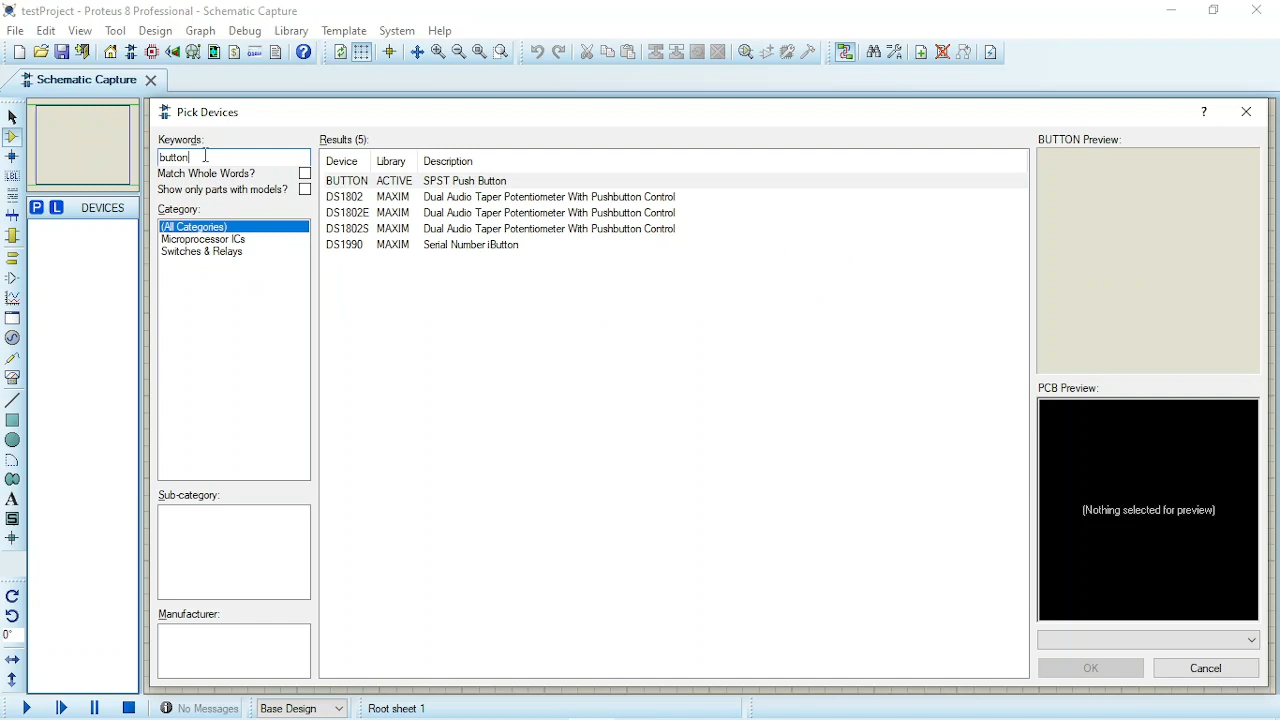 testProject - Proteus 8 Professional - Schematic Capture
File Edit View Tool Design Graph Debug Library Template System Help
Schematic Capture
Pick Devices
Keywords:
button
Match Whole Words?
Show only parts with models?
Category:
(All Categories)
Microprocessor ICs
Switches & Relays
Sub-category:
Manufacturer:
Results (5):
Device Library Description
BUTTON ACTIVE SPST Push Button
DS1802 MAXIM Dual Audio Taper Potentiometer With Pushbutton Control
DS1802E MAXIM Dual Audio Taper Potentiometer With Pushbutton Control
DS1802S MAXIM Dual Audio Taper Potentiometer With Pushbutton Control
DS1990 MAXIM Serial Number iButton
BUTTON Preview:
PCB Preview:
(Nothing selected for preview)
OK Cancel
P L DEVICES
LBL
A
S
0°
No Messages Base Design Root sheet 1